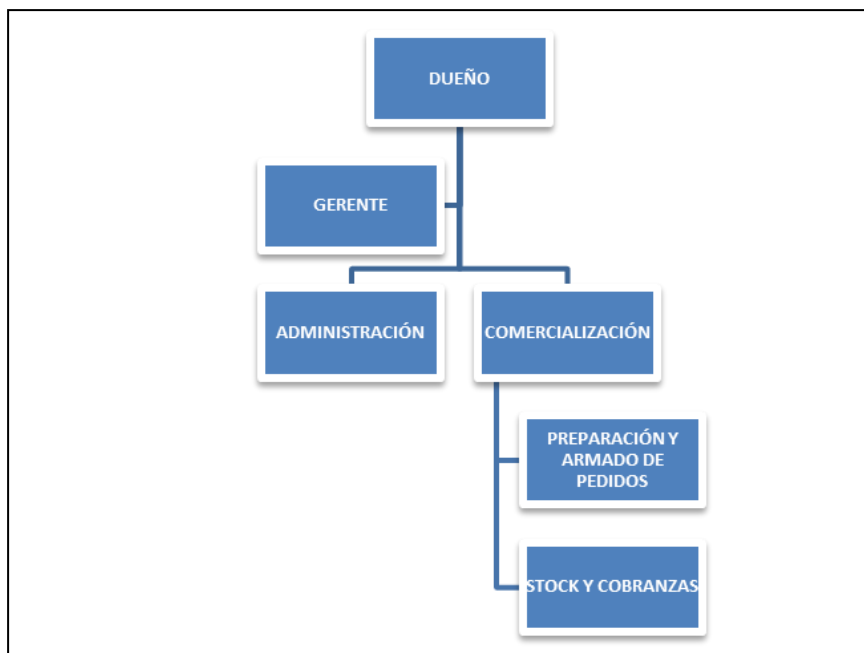 DUEÑO
GERENTE
ADMINISTRACIÓN
COMERCIALIZACIÓN
PREPARACIÓN Y
ARMADO DE
PEDIDOS
STOCK Y COBRANZAS